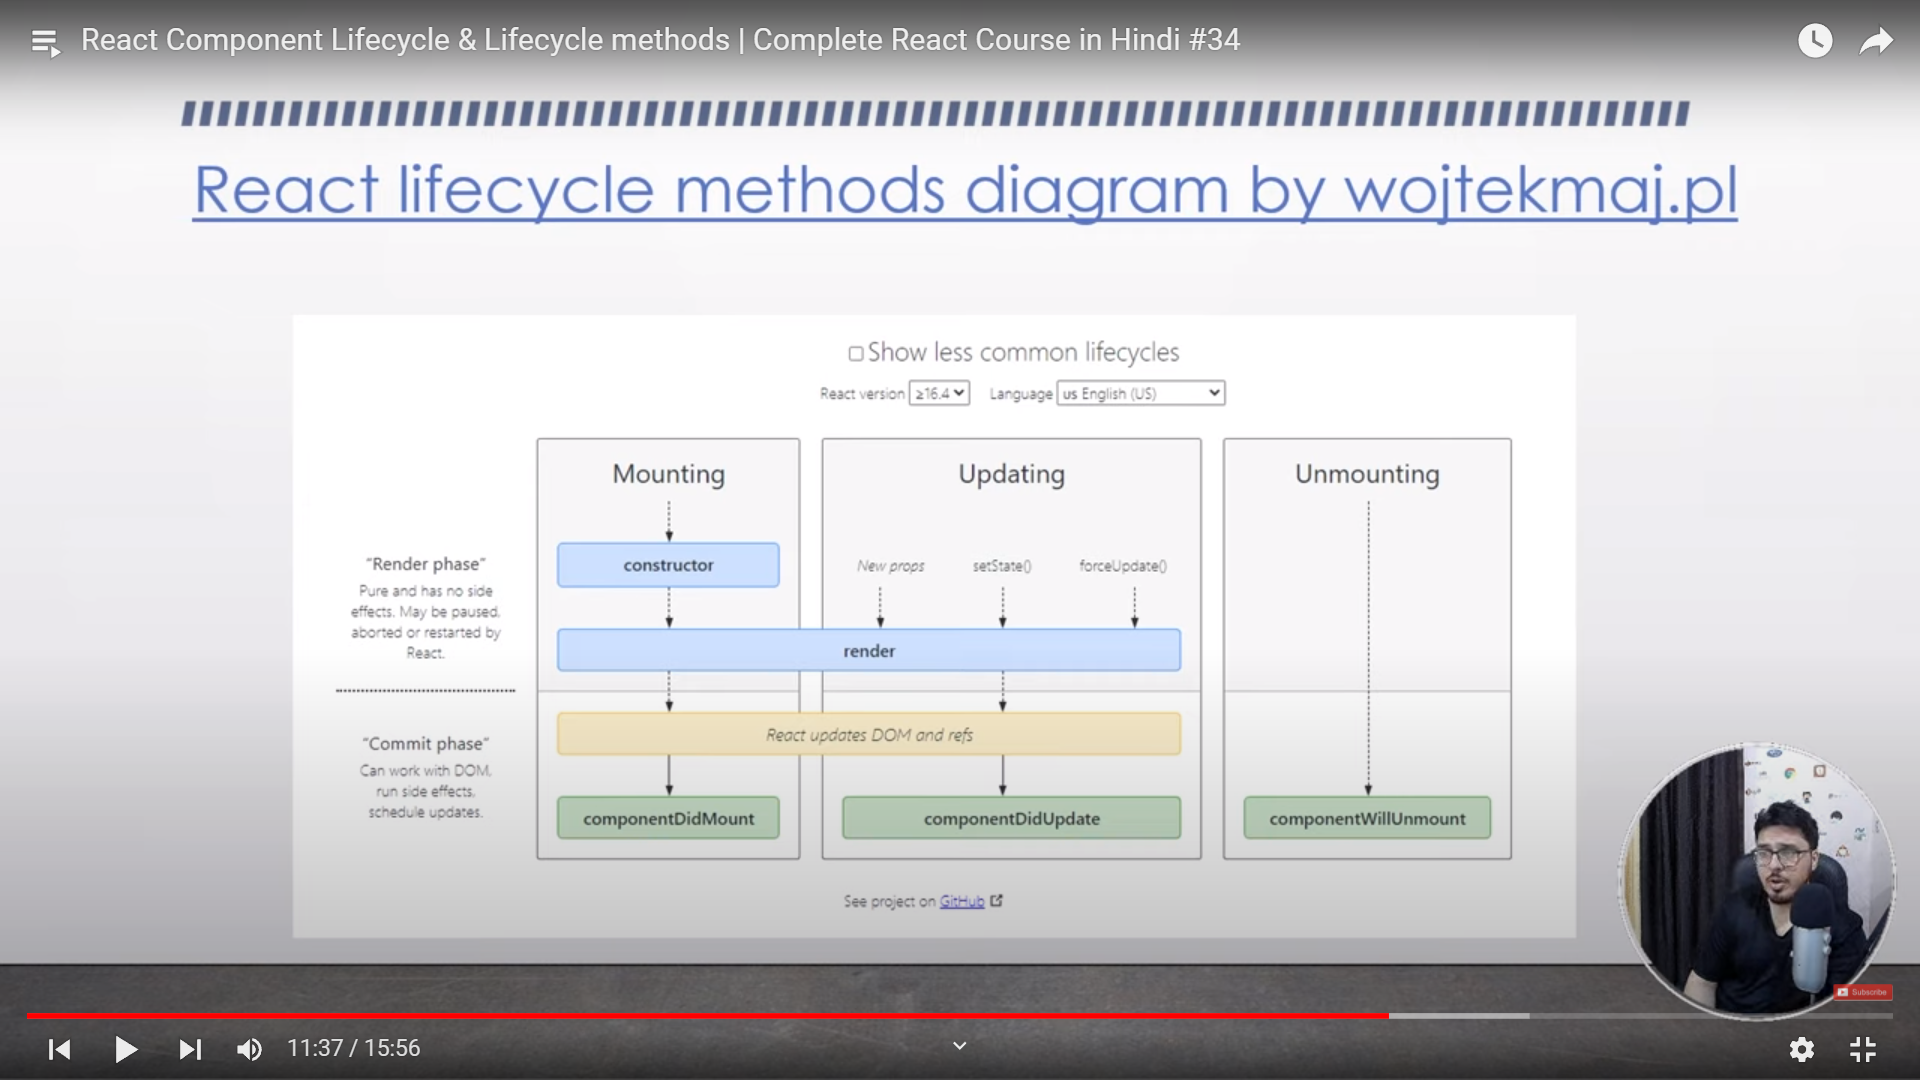 React Component Lifecycle & Lifecycle methods | Complete React Course in Hindi #34
React lifecycle methods diagram by wojtekmaj.pl
Show less common lifecycles
React version ≥16.4 Language us English (US)
Mounting
Updating
Unmounting
"Render phase"
Pure and has no side
effects. May be paused,
aborted or restarted by
React.
constructor
New props
setState()
forceUpdate()
render
"Commit phase"
Can work with DOM,
run side effects,
schedule updates.
React updates DOM and refs
componentDidMount
componentDidUpdate
componentWillUnmount
See project on GitHub
Subscribe
11:37 / 15:56